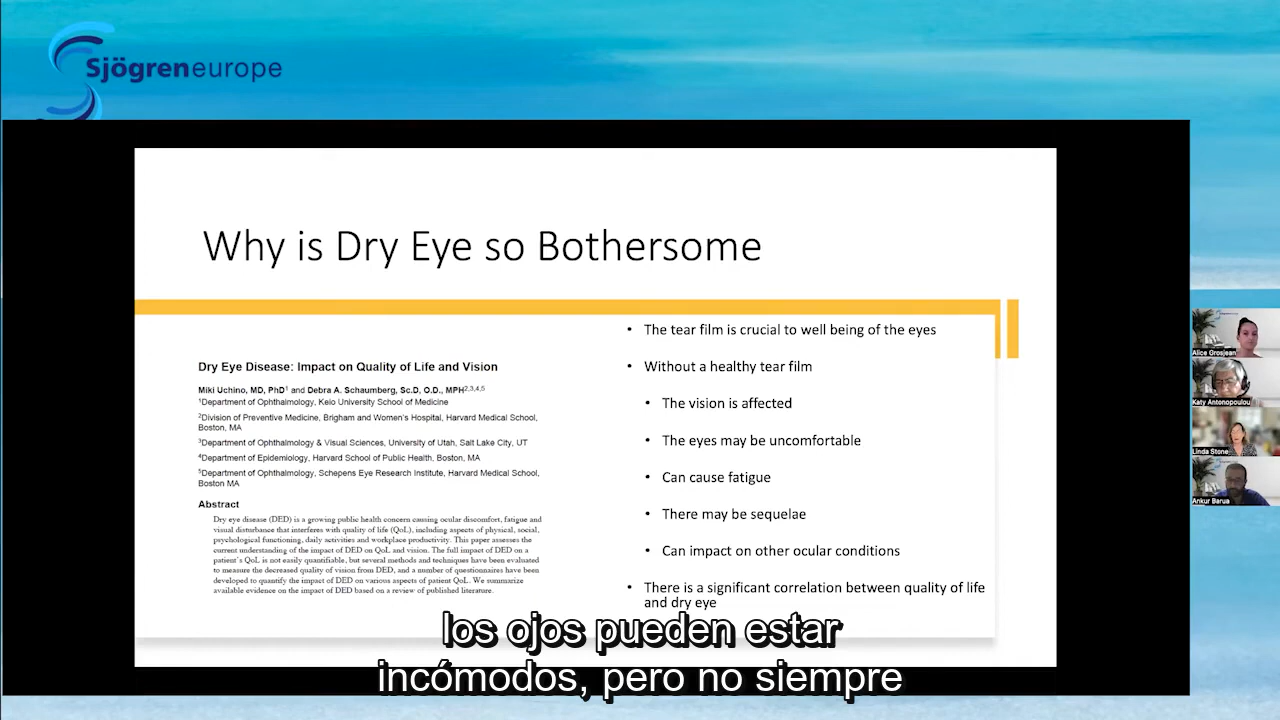 Sjögreneurope
Why is Dry Eye so Bothersome
Dry Eye Disease: Impact on Quality of Life and Vision
Miki Uchino, MD, PhD1 and Debra A. Schaumberg, Sc.D, O.D., MPH2,3,4,5
1Department of Ophthalmology, Keio University School of Medicine
2Division of Preventive Medicine, Brigham and Women's Hospital, Harvard Medical School,
Boston, MA
3Department of Ophthalmology & Visual Sciences, University of Utah, Salt Lake City, UT
4Department of Epidemiology, Harvard School of Public Health, Boston, MA
5Department of Ophthalmology, Schepens Eye Research Institute, Harvard Medical School,
Boston MA
Abstract
Dry eye disease (DED) is a growing public health concern causing ocular discomfort, fatigue and
visual disturbance that interferes with quality of life (QoL), including aspects of physical, social,
psychological functioning, daily activities and workplace productivity. This paper assesses the
current understanding of the impact of DED on QoL and vision. The full impact of DED on a
patient's QoL is not easily quantifiable, but several methods and techniques have been evaluated
to measure the decreased quality of vision from DED, and a number of questionnaires have been
developed to quantify the impact of DED on various aspects of patient QoL. We summarize
available evidence on the impact of DED based on a review of published literature.
• The tear film is crucial to well being of the eyes
• Without a healthy tear film
• The vision is affected
• The eyes may be uncomfortable
• Can cause fatigue
• There may be sequelae
• Can impact on other ocular conditions
• There is a significant correlation between quality of life
and dry eye
Alice Grosjean
Katy Antonopoulou
Linda Stone
Ankur Barua
los ojos pueden estar
incómodos, pero no siempre